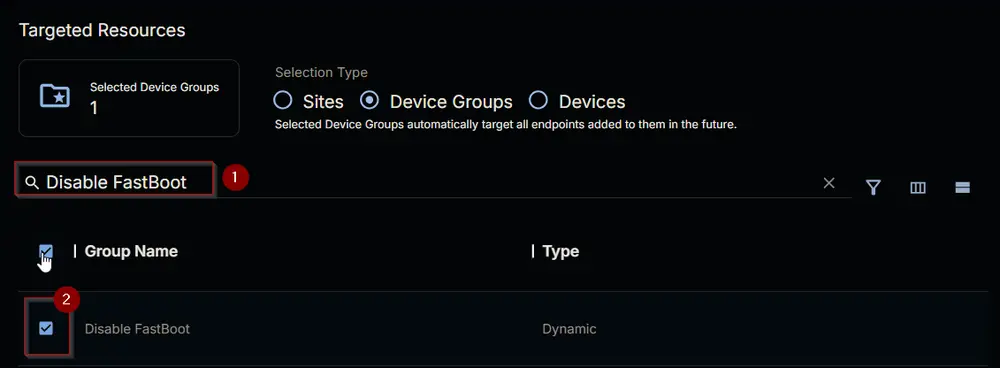 Targeted Resources
Selected Device Groups
1
Selection Type
Sites
Device Groups
Devices
Selected Device Groups automatically target all endpoints added to them in the future.
Disable FastBoot
1
Group Name
Type
2
Disable FastBoot
Dynamic